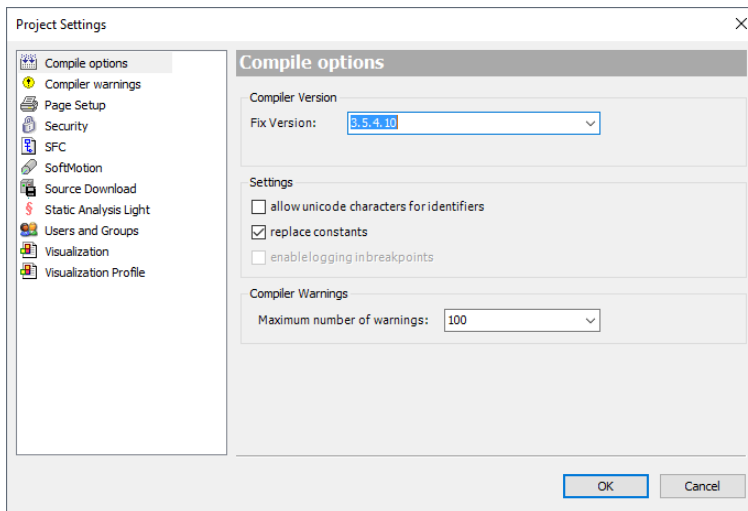 Project Settings
Compile options
Compiler warnings
Page Setup
Security
SFC
SoftMotion
Source Download
Static Analysis Light
Users and Groups
Visualization
Visualization Profile
Compile options
Compiler Version
Fix Version: 3.5.4.10
Settings
allow unicode characters for identifiers
replace constants
enablelogging inbreakpoints
Compiler Warnings
Maximum number of warnings: 100
OK Cancel